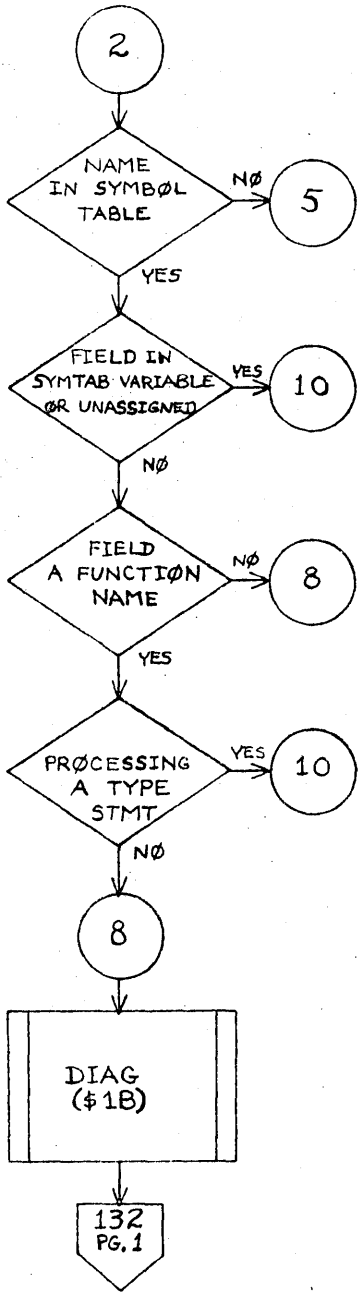 2
NAME
IN SYMBØL
TABLE
NØ
5
YES
FIELD IN
SYMTAB VARIABLE
ØR UNASSIGNED
YES
10
NØ
FIELD
A FUNCTIØN
NAME
NØ
8
YES
PRØCESSING
A TYPE
STMT
YES
10
NØ
8
DIAG
($1B)
132
PG. 1